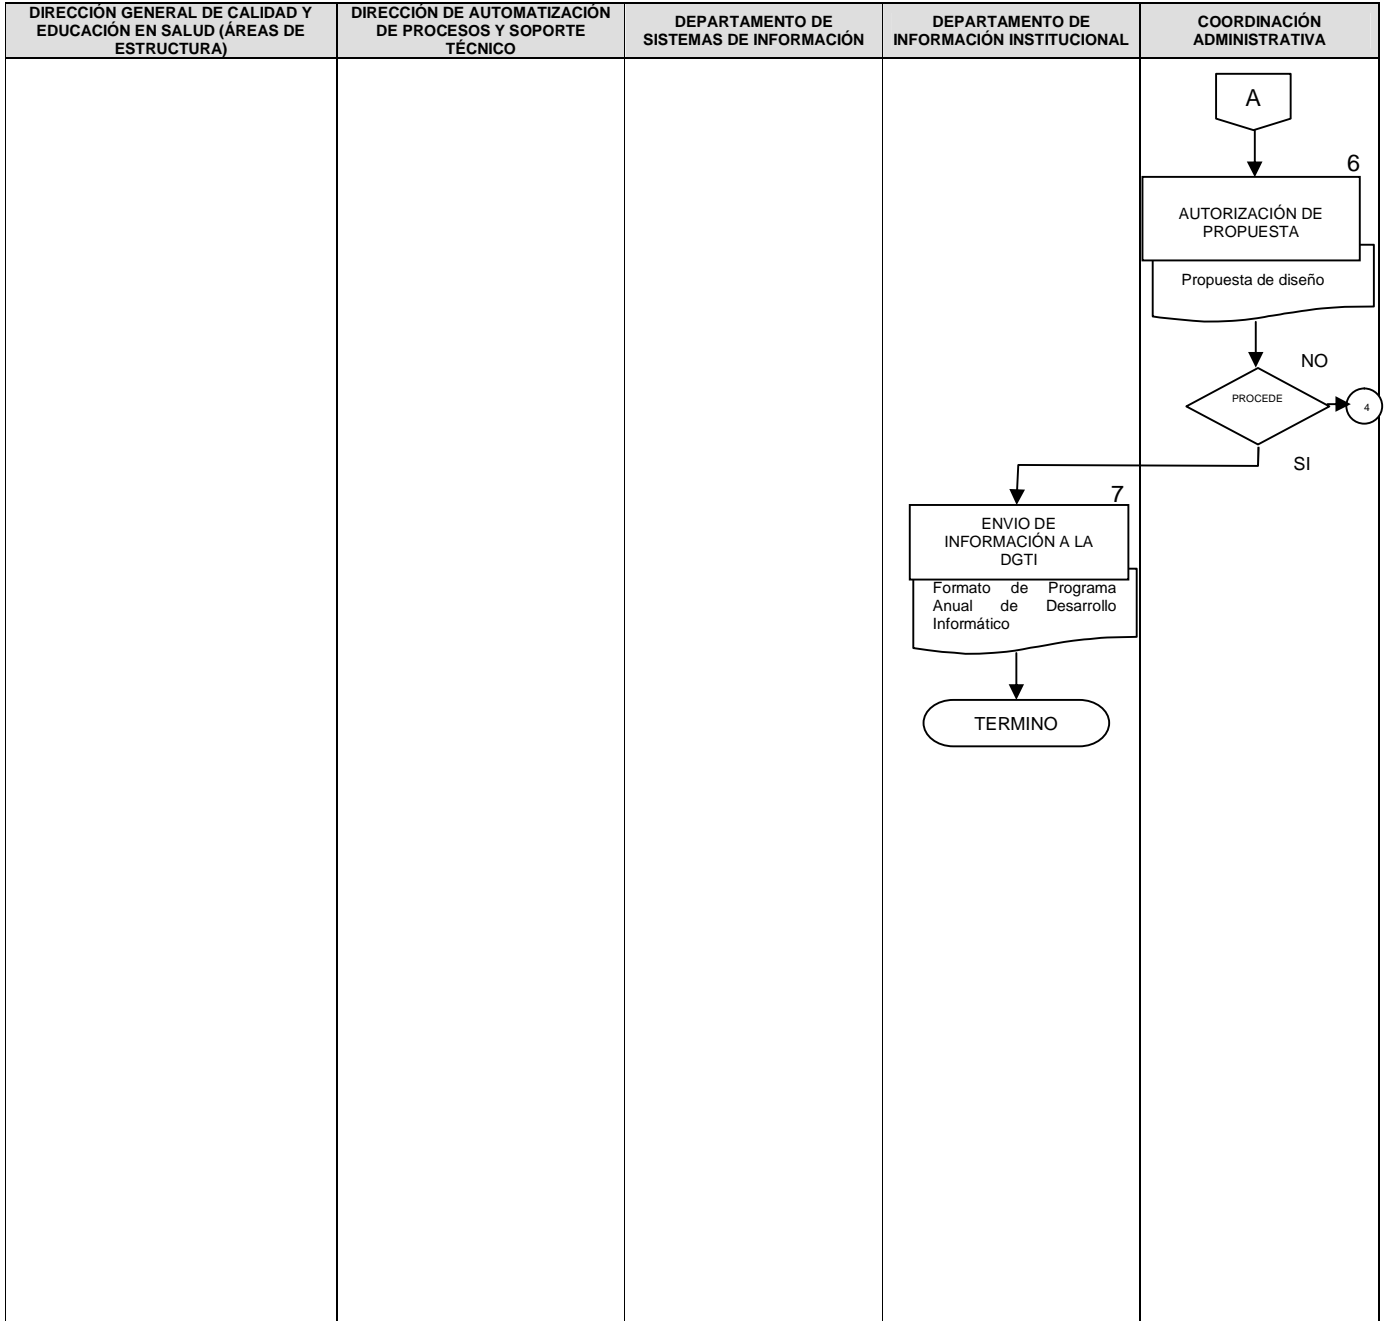 DIRECCIÓN GENERAL DE CALIDAD Y
EDUCACIÓN EN SALUD (ÁREAS DE
ESTRUCTURA)
DIRECCIÓN DE AUTOMATIZACIÓN
DE PROCESOS Y SOPORTE
TÉCNICO
DEPARTAMENTO DE
SISTEMAS DE INFORMACIÓN
DEPARTAMENTO DE
INFORMACIÓN INSTITUCIONAL
COORDINACIÓN
ADMINISTRATIVA
A
6
AUTORIZACIÓN DE
PROPUESTA
Propuesta de diseño
NO
PROCEDE
4
SI
7
ENVIO DE
INFORMACIÓN A LA
DGTI
Formato de Programa
Anual de Desarrollo
Informático
TERMINO